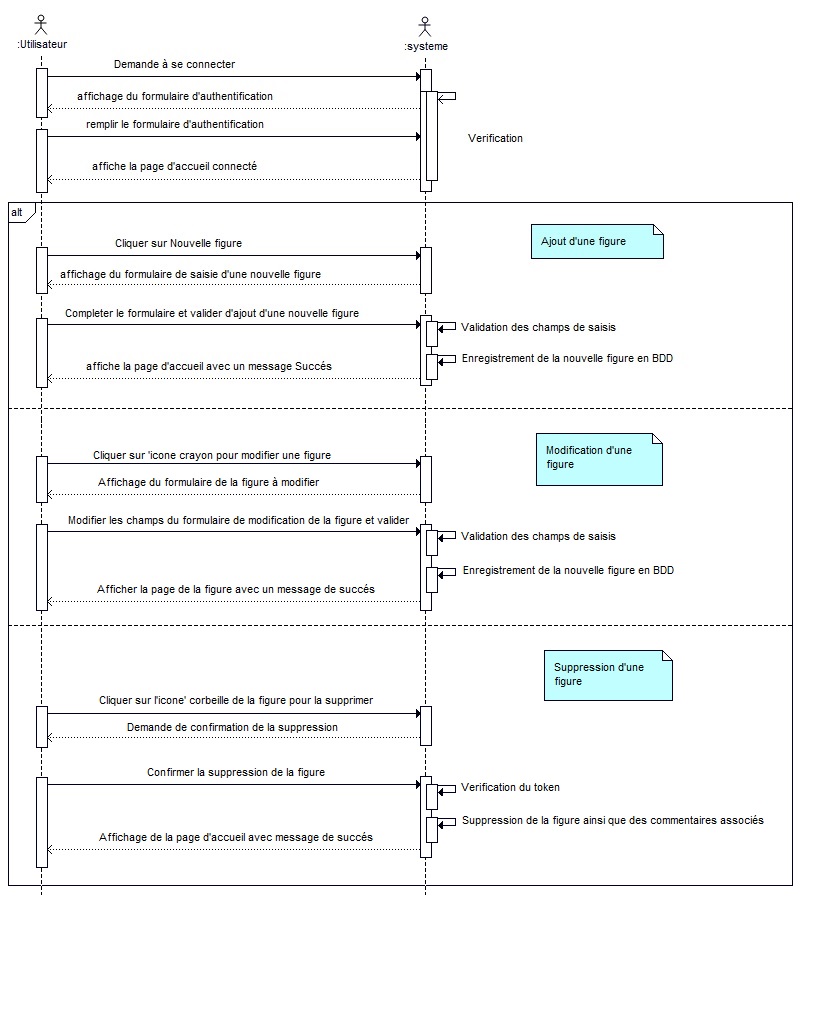 :Utilisateur
:systeme
Demande à se connecter
affichage du formulaire d'authentification
remplir le formulaire d'authentification
Verification
affiche la page d'accueil connecté
alt
Ajout d'une figure
Cliquer sur Nouvelle figure
affichage du formulaire de saisie d'une nouvelle figure
Completer le formulaire et valider d'ajout d'une nouvelle figure
Validation des champs de saisis
Enregistrement de la nouvelle figure en BDD
affiche la page d'accueil avec un message Succés
Modification d'une
figure
Cliquer sur 'icone crayon pour modifier une figure
Affichage du formulaire de la figure à modifier
Modifier les champs du formulaire de modification de la figure et valider
Validation des champs de saisis
Enregistrement de la nouvelle figure en BDD
Afficher la page de la figure avec un message de succés
Suppression d'une
figure
Cliquer sur l'icone' corbeille de la figure pour la supprimer
Demande de confirmation de la suppression
Confirmer la suppression de la figure
Verification du token
Suppression de la figure ainsi que des commentaires associés
Affichage de la page d'accueil avec message de succés